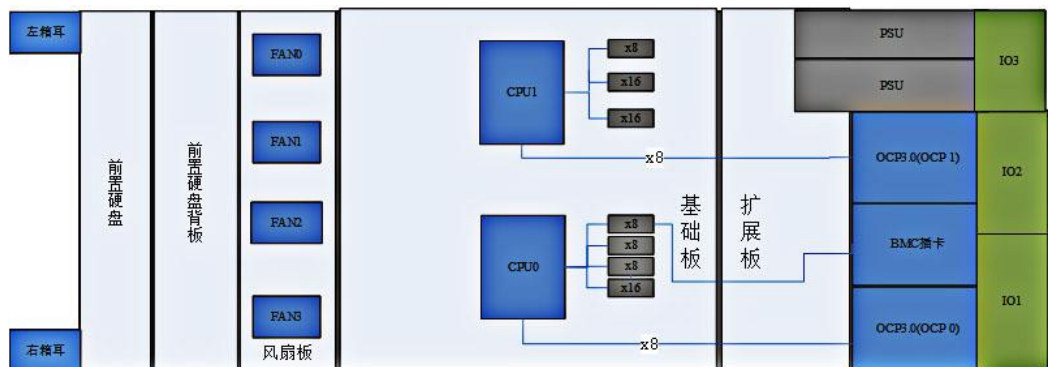 左箱耳
右箱耳
前置硬盘
前置硬盘背板
FAN0
FAN1
FAN2
FAN3
风扇板
CPU1
x8
x16
x16
x8
CPU0
x8
x8
x8
x16
x8
基础板
扩展板
PSU
PSU
OCP3.0(OCP 1)
BMC插卡
OCP3.0(OCP 0)
IO3
IO2
IO1